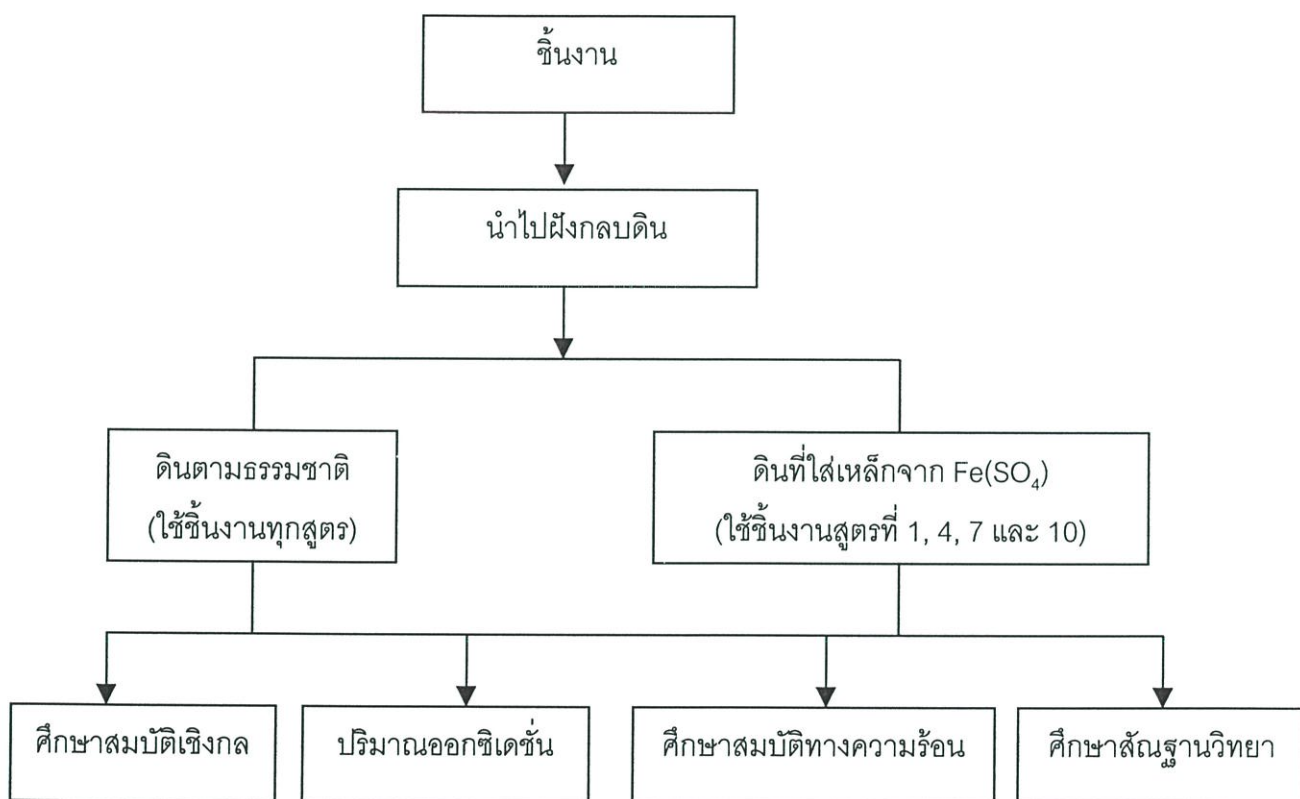 ชิ้นงาน
นำไปฝังกลบดิน
ดินตามธรรมชาติ
(ใช้ชิ้นงานทุกสูตร)
ดินที่ใส่เหล็กจาก Fe(SO₄)
(ใช้ชิ้นงานสูตรที่ 1, 4, 7 และ 10)
ศึกษาสมบัติเชิงกล
ปริมาณออกซิเดชั่น
ศึกษาสมบัติทางความร้อน
ศึกษาสัณฐานวิทยา